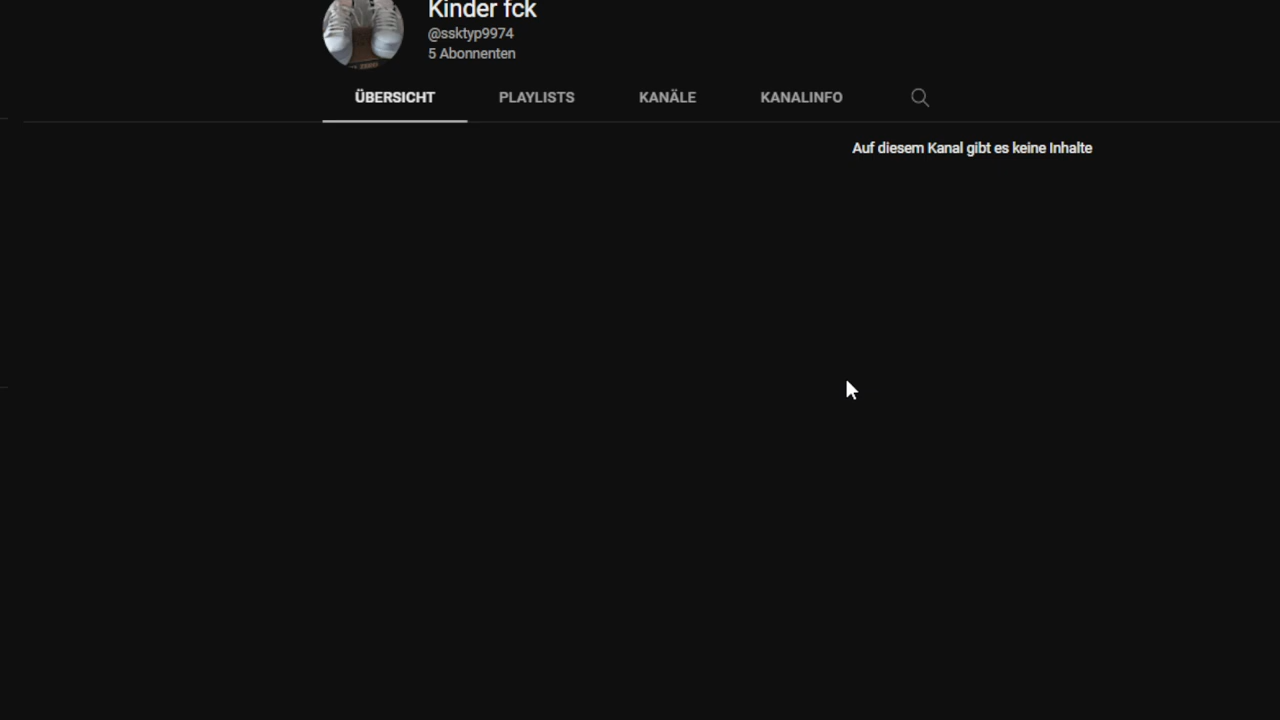 Kinder fck
@ssktyp9974
5 Abonnenten
ÜBERSICHT PLAYLISTS KANÄLE KANALINFO
Auf diesem Kanal gibt es keine Inhalte